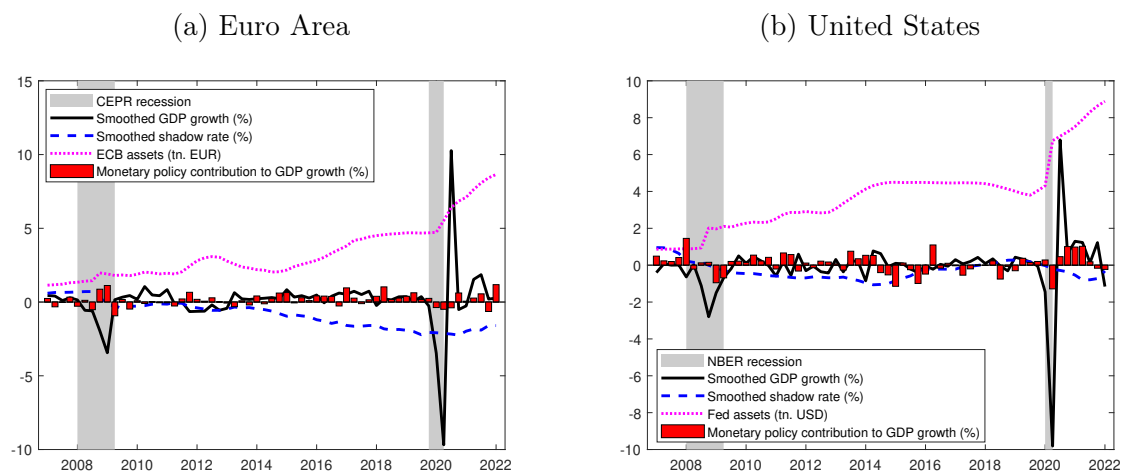 (a) Euro Area
15
10
5
0
-5
-10
CEPR recession
Smoothed GDP growth (%)
Smoothed shadow rate (%)
ECB assets (tn. EUR)
Monetary policy contribution to GDP growth (%)
2008 2010 2012 2014 2016 2018 2020 2022
(b) United States
10
8
6
4
2
0
-2
-4
-6
-8
-10
NBER recession
Smoothed GDP growth (%)
Smoothed shadow rate (%)
Fed assets (tn. USD)
Monetary policy contribution to GDP growth (%)
2008 2010 2012 2014 2016 2018 2020 2022